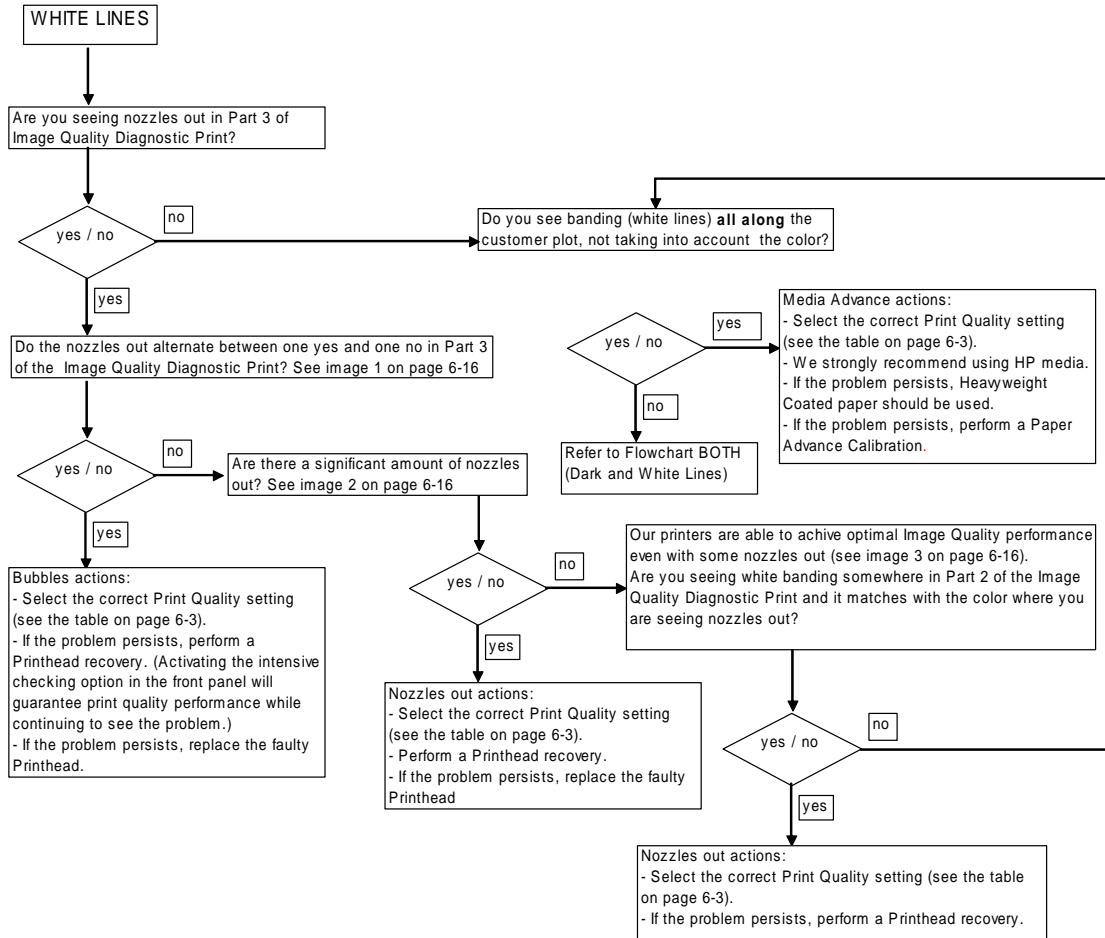 WHITE LINES
Are you seeing nozzles out in Part 3 of
Image Quality Diagnostic Print?
yes / no
no
Do you see banding (white lines) all along the
customer plot, not taking into account the color?
yes
yes / no
yes
Media Advance actions:
- Select the correct Print Quality setting
(see the table on page 6-3).
- We strongly recommend using HP media.
- If the problem persists, Heavyweight
Coated paper should be used.
- If the problem persists, perform a Paper
Advance Calibration.
no
Refer to Flowchart BOTH
(Dark and White Lines)
Do the nozzles out alternate between one yes and one no in Part 3
of the Image Quality Diagnostic Print? See image 1 on page 6-16
yes / no
no
Are there a significant amount of nozzles
out? See image 2 on page 6-16
yes
Bubbles actions:
- Select the correct Print Quality setting
(see the table on page 6-3).
- If the problem persists, perform a
Printhead recovery. (Activating the intensive
checking option in the front panel will
guarantee print quality performance while
continuing to see the problem.)
- If the problem persists, replace the faulty
Printhead.
yes / no
no
Our printers are able to achive optimal Image Quality performance
even with some nozzles out (see image 3 on page 6-16).
Are you seeing white banding somewhere in Part 2 of the Image
Quality Diagnostic Print and it matches with the color where you
are seeing nozzles out?
yes
Nozzles out actions:
- Select the correct Print Quality setting
(see the table on page 6-3).
- Perform a Printhead recovery.
- If the problem persists, replace the faulty
Printhead
yes / no
no
yes
Nozzles out actions:
- Select the correct Print Quality setting (see the table
on page 6-3).
- If the problem persists, perform a Printhead recovery.